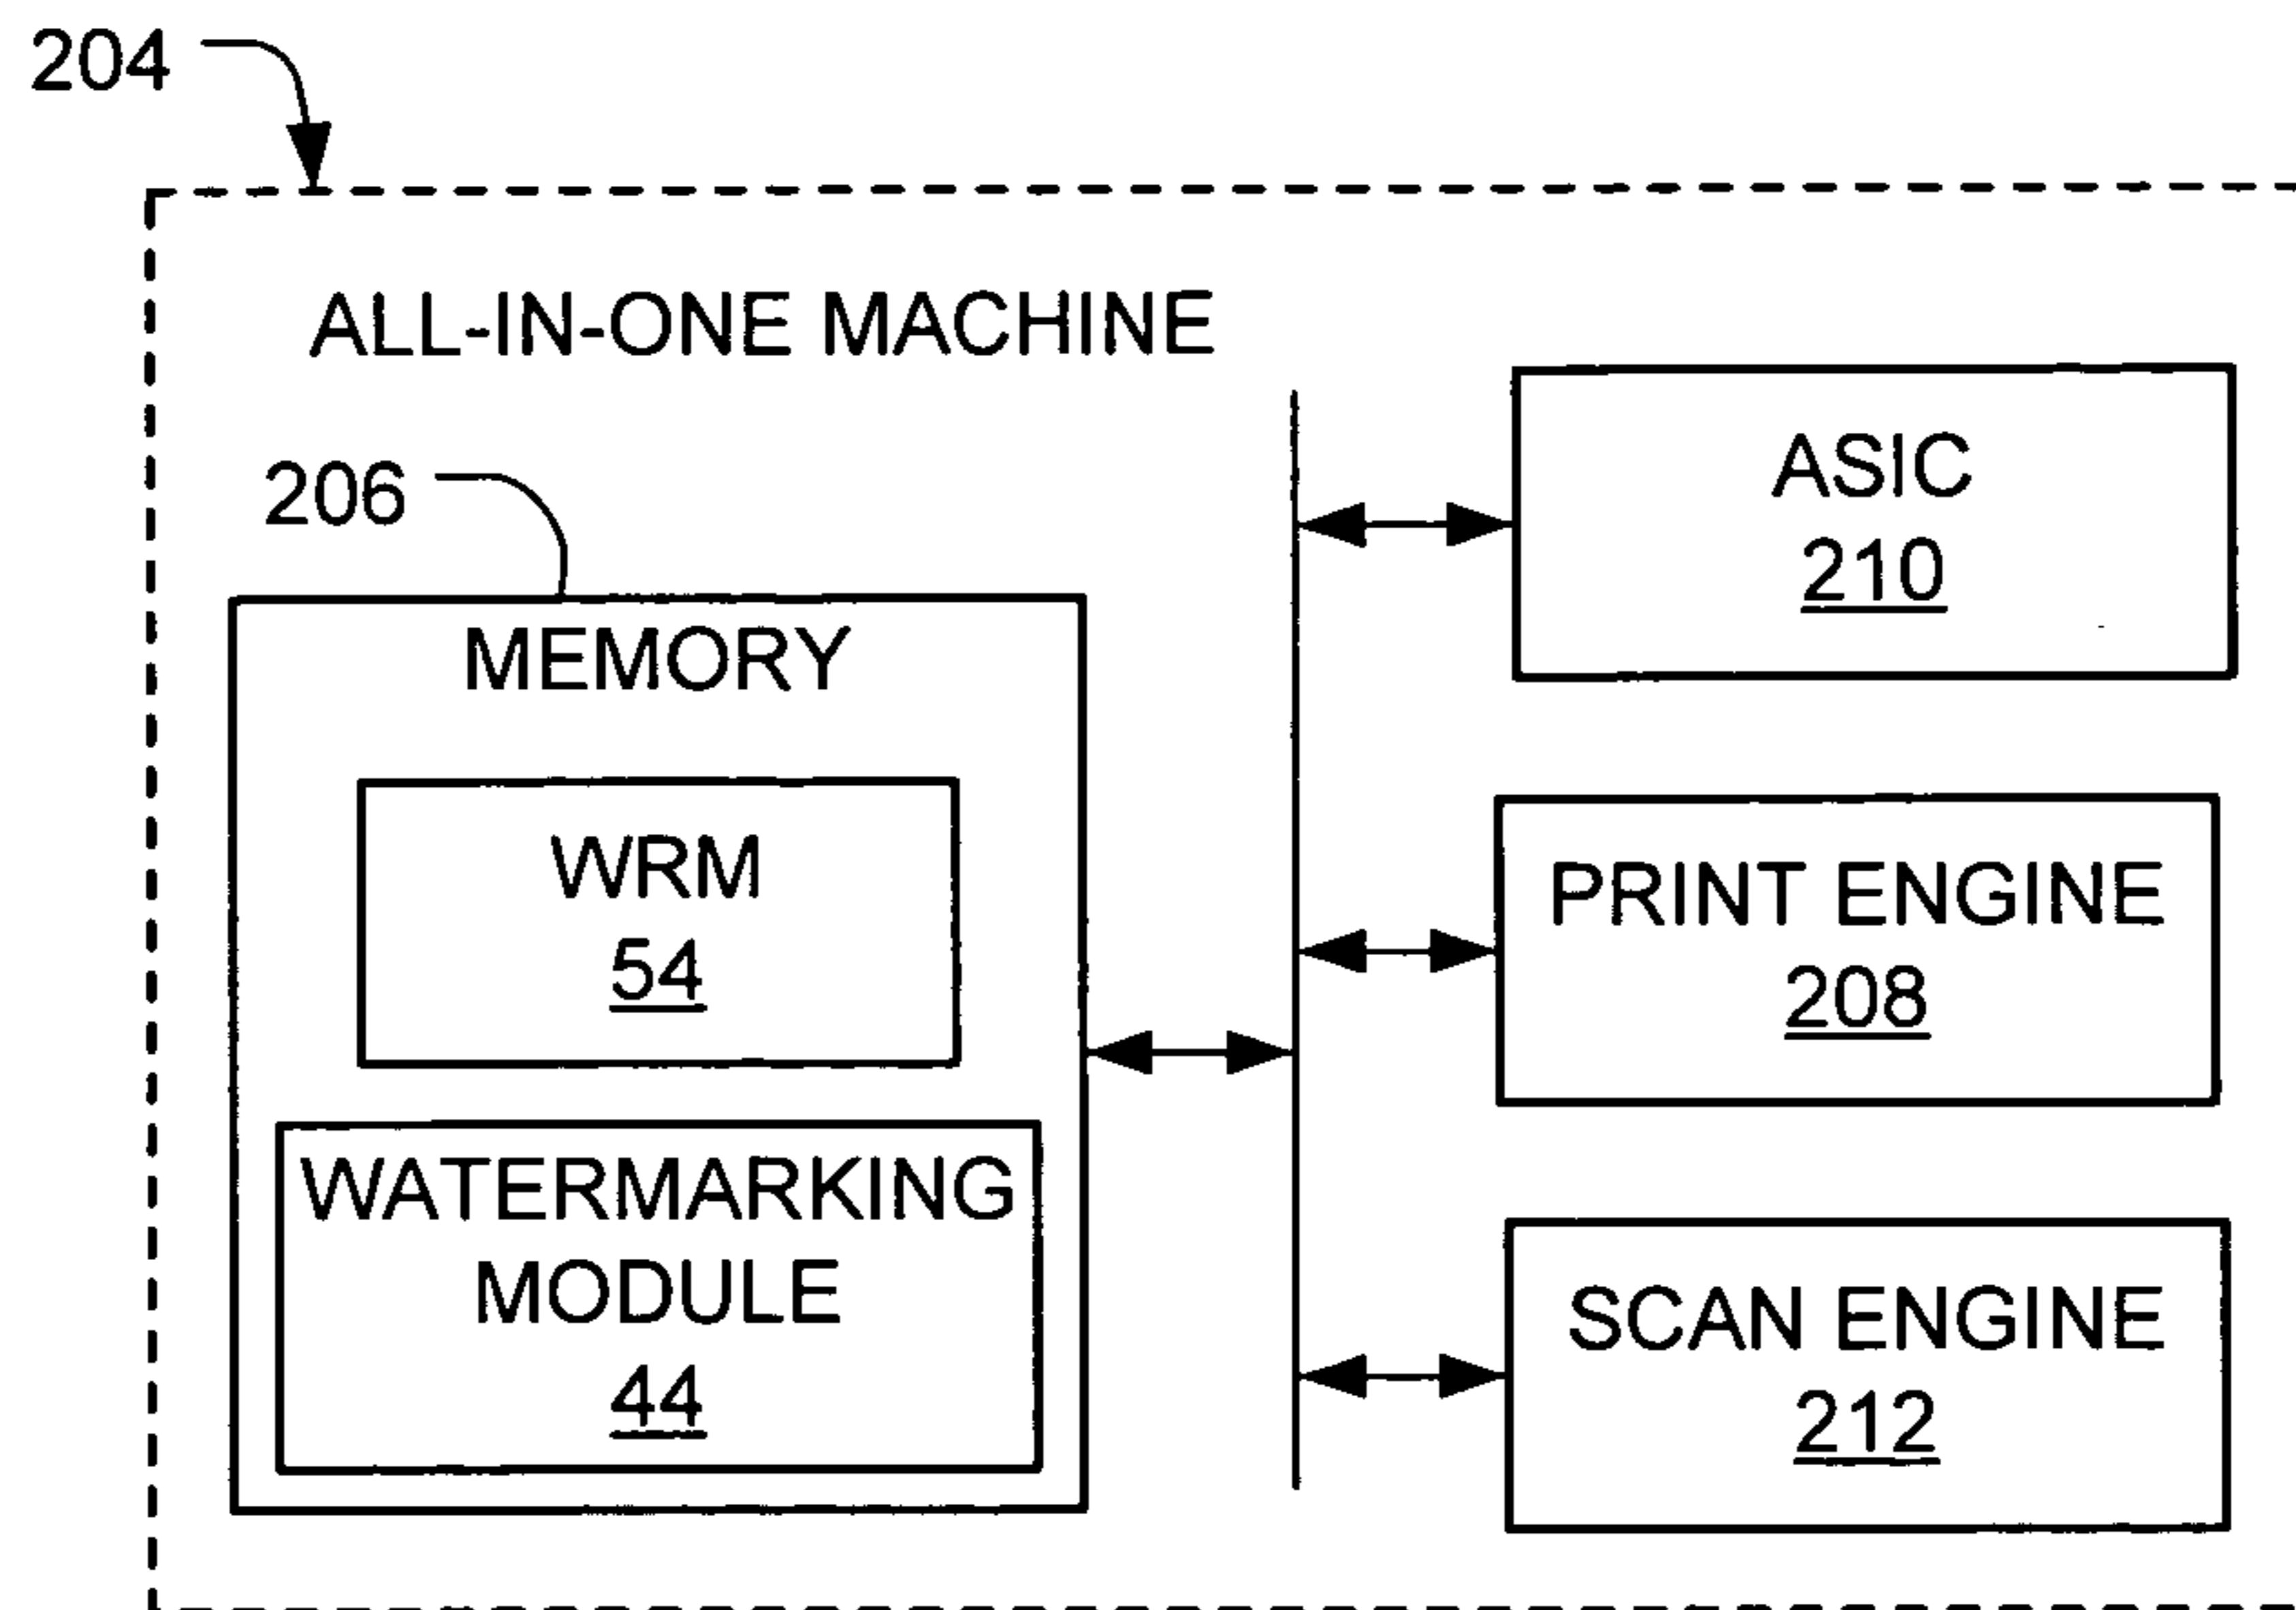 204
ALL-IN-ONE MACHINE
206
MEMORY
WRM
54
WATERMARKING
MODULE
44
ASIC
210
PRINT ENGINE
208
SCAN ENGINE
212